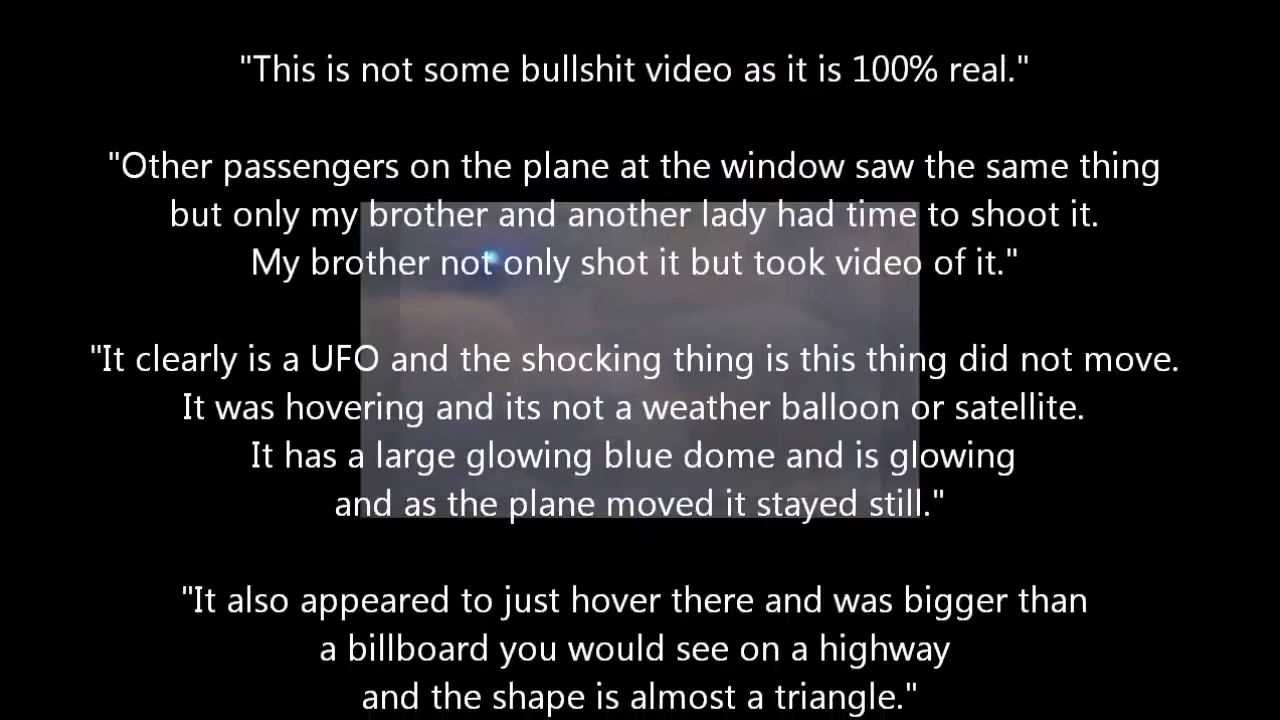 "This is not some bullshit video as it is 100% real."
"Other passengers on the plane at the window saw the same thing
but only my brother and another lady had time to shoot it.
My brother not only shot it but took video of it."
"It clearly is a UFO and the shocking thing is this thing did not move.
It was hovering and its not a weather balloon or satellite.
It has a large glowing blue dome and is glowing
and as the plane moved it stayed still."
"It also appeared to just hover there and was bigger than
a billboard you would see on a highway
and the shape is almost a triangle."